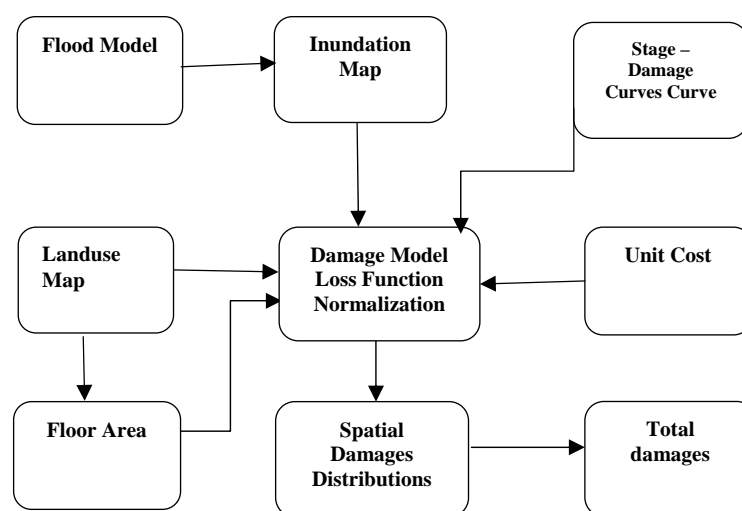 Flood Model
Inundation
Map
Stage –
Damage
Curves Curve
Landuse
Map
Damage Model
Loss Function
Normalization
Unit Cost
Floor Area
Spatial
Damages
Distributions
Total
damages